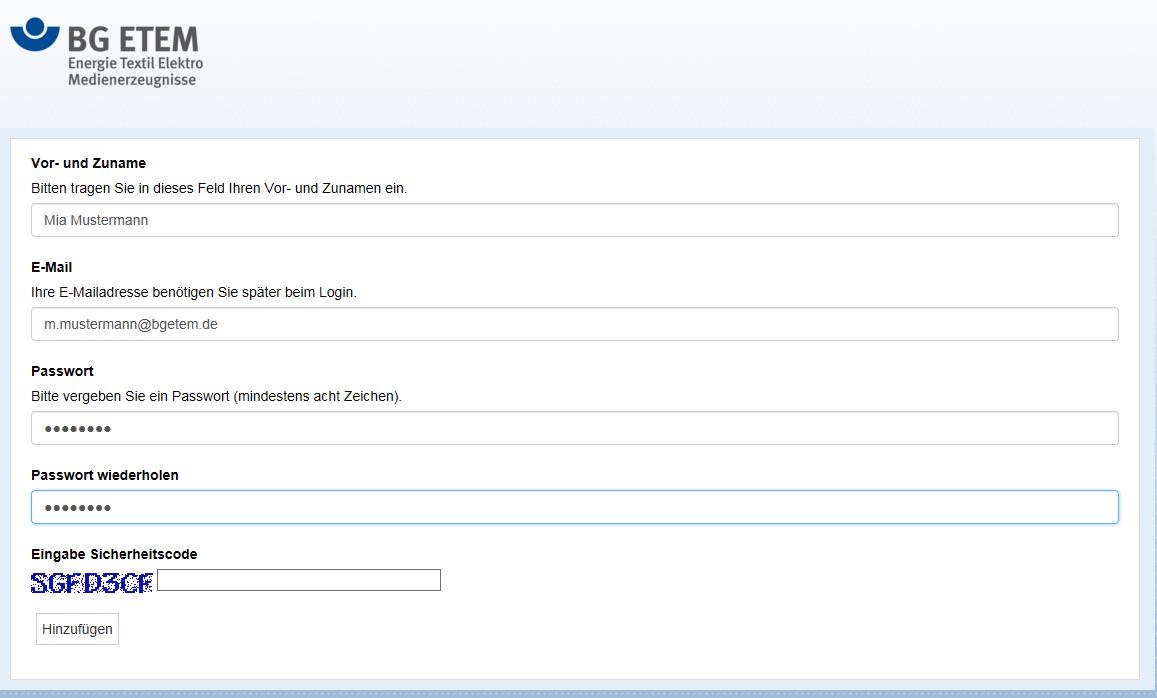 BG ETEM
Energie Textil Elektro
Medienerzeugnisse
Vor- und Zuname
Bitten tragen Sie in dieses Feld Ihren Vor- und Zunamen ein.
Mia Mustermann
E-Mail
Ihre E-Mailadresse benötigen Sie später beim Login.
m.mustermann@bgetem.de
Passwort
Bitte vergeben Sie ein Passwort (mindestens acht Zeichen).
••••••••
Passwort wiederholen
••••••••
Eingabe Sicherheitscode
SGFD3CF
Hinzufügen